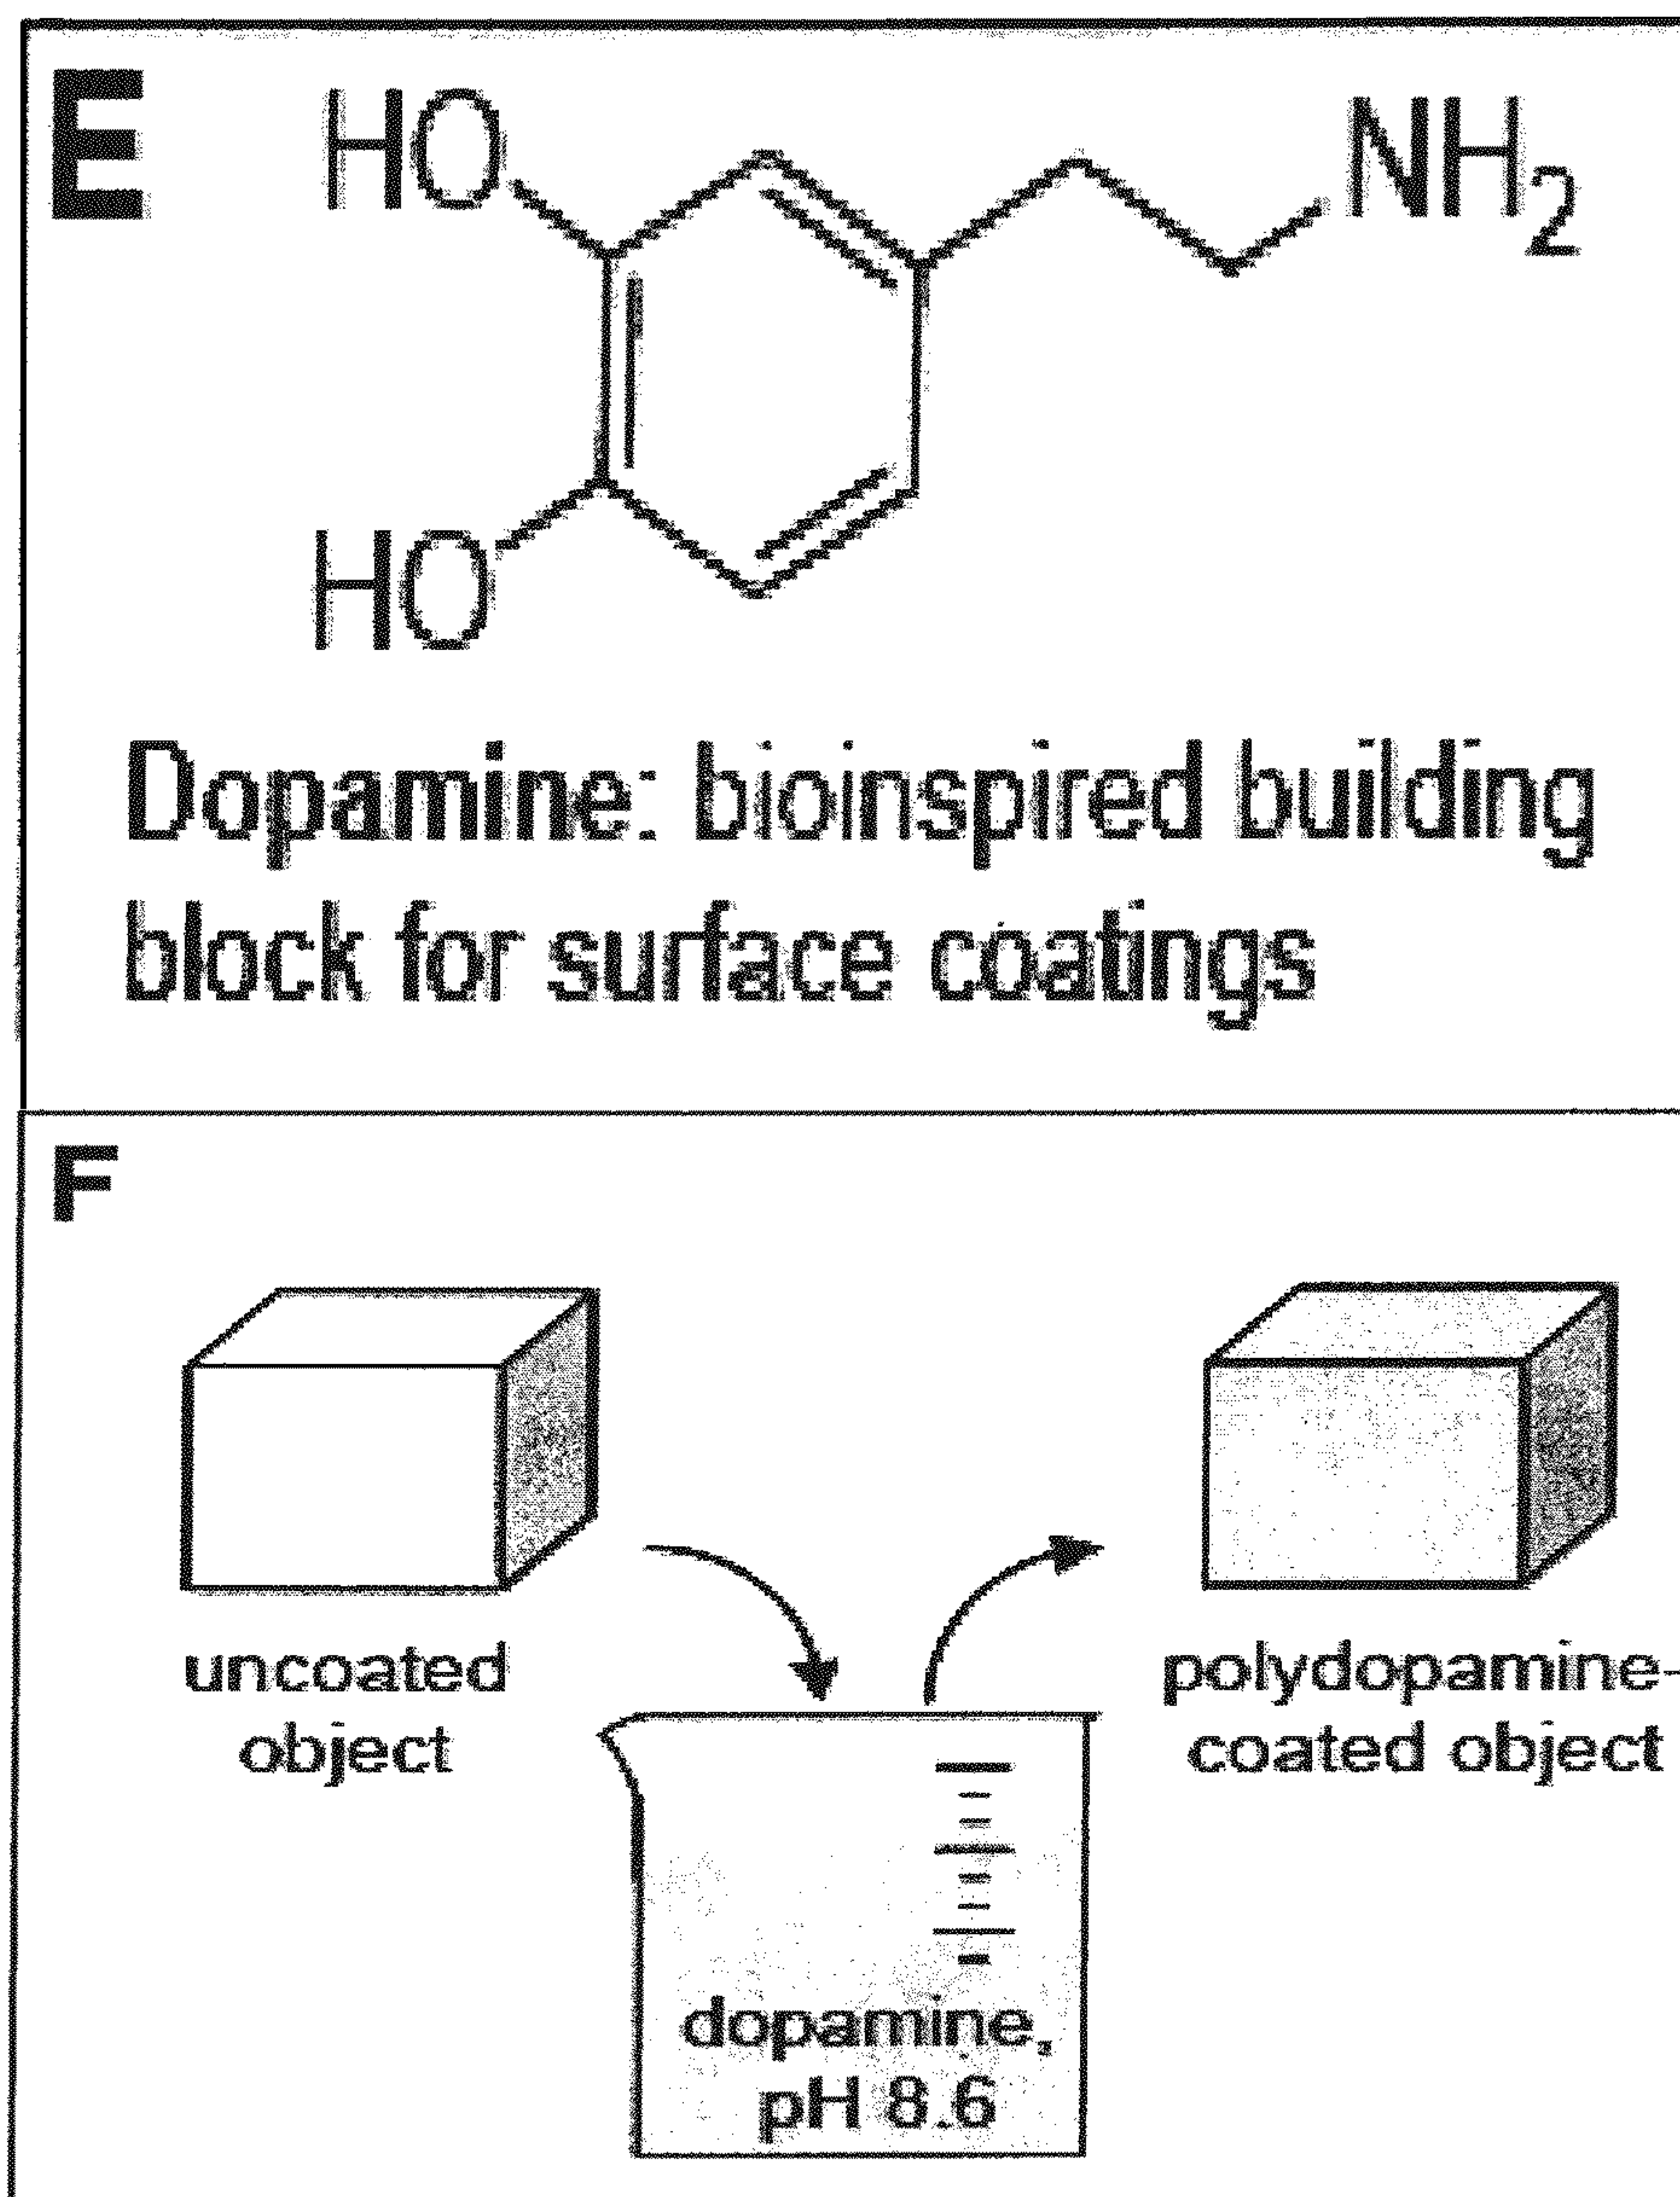 E
HO
NH2
HO
Dopamine: bioinspired building
block for surface coatings
F
uncoated
object
polydopamine-
coated object
dopamine,
pH 8.6